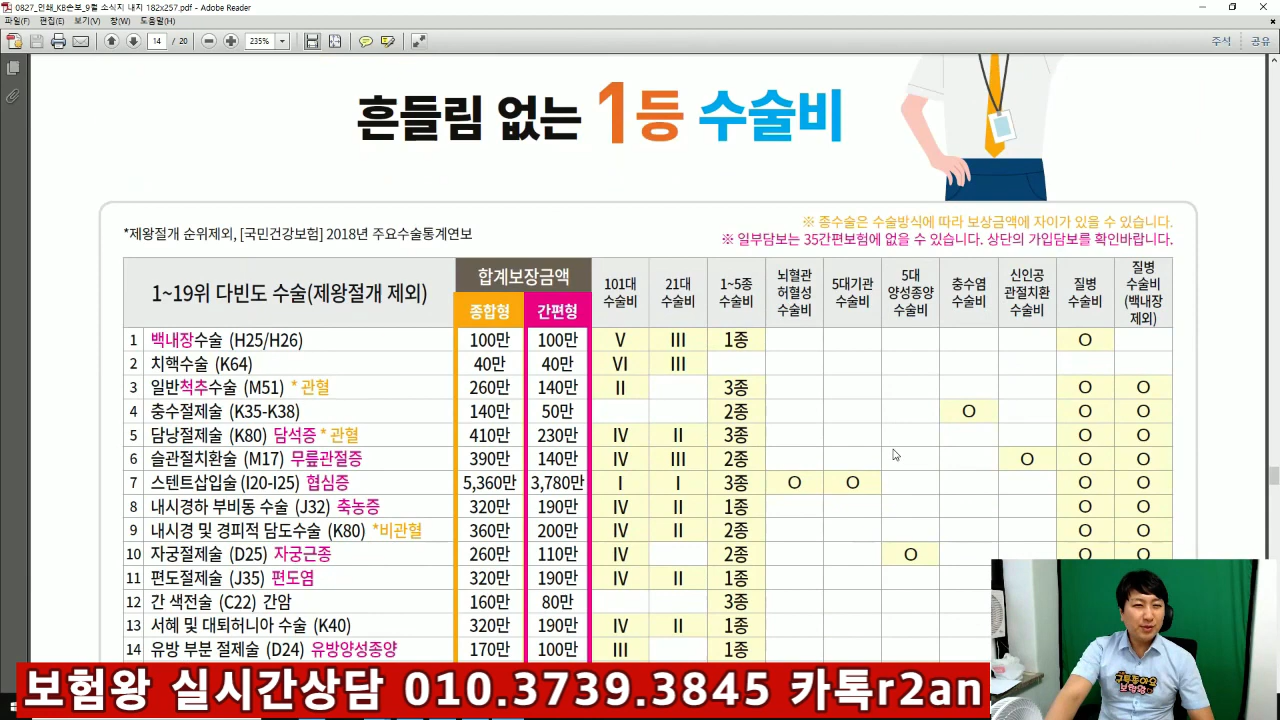 0827_인쇄_KB손보_9월 소식지 내지 182x257.pdf - Adobe Reader
파일(F) 편집(E) 보기(V) 창(W) 도움말(H)
14 / 20 235% 주석 공유
흔들림 없는 1등 수술비
※ 종수술은 수술방식에 따라 보상금액에 차이가 있을 수 있습니다.
*제왕절개 순위제외, [국민건강보험] 2018년 주요수술통계연보
※ 일부담보는 35간편보험에 없을 수 있습니다. 상단의 가입담보를 확인바랍니다.
1~19위 다빈도 수술(제왕절개 제외) 합계보장금액 종합형 간편형 101대 수술비 21대 수술비 1~5종 수술비 뇌혈관 허혈성 수술비 5대기관 수술비 5대 양성종양 수술비 충수염 수술비 신인공 관절치환 수술비 질병 수술비 질병 수술비 (백내장 제외)
1 백내장수술 (H25/H26) 100만 100만 V III 1종 O
2 치핵수술 (K64) 40만 40만 VI III
3 일반척추수술 (M51) * 관혈 260만 140만 II 3종 O O
4 충수절제술 (K35-K38) 140만 50만 2종 O O O
5 담낭절제술 (K80) 담석증 * 관혈 410만 230만 IV II 3종 O O
6 슬관절치환술 (M17) 무릎관절증 390만 140만 IV III 2종 O O O
7 스텐트삽입술 (I20-I25) 협심증 5,360만 3,780만 I I 3종 O O O O
8 내시경하 부비동 수술 (J32) 축농증 320만 190만 IV II 1종 O O
9 내시경 및 경피적 담도수술 (K80) *비관혈 360만 200만 IV II 2종 O O
10 자궁절제술 (D25) 자궁근종 260만 110만 IV 2종 O O O
11 편도절제술 (J35) 편도염 320만 190만 IV II 1종
12 간 색전술 (C22) 간암 160만 80만 3종
13 서혜 및 대퇴허니아 수술 (K40) 320만 190만 IV II 1종
14 유방 부분 절제술 (D24) 유방양성종양 170만 100만 III 1종
보험왕 실시간상담 010.3739.3845 카톡r2an